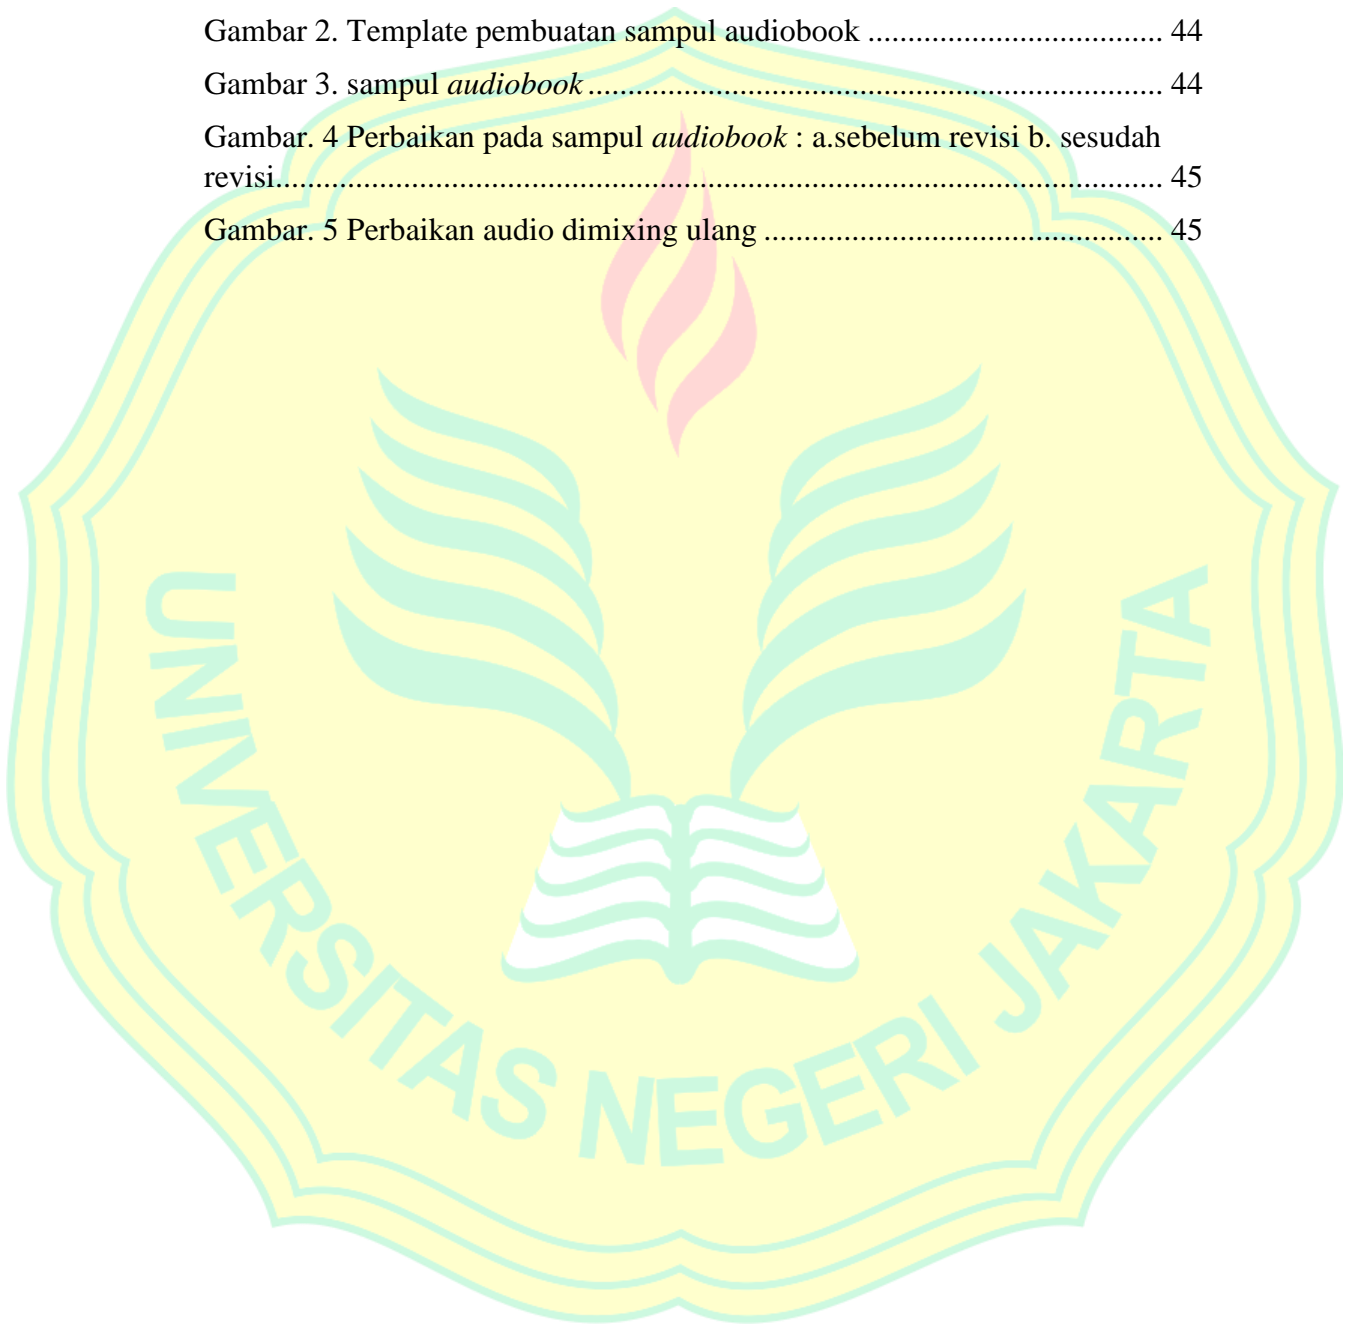 Gambar 2. Template pembuatan sampul audiobook ..................................... 44
Gambar 3. sampul audiobook ........................................................................ 44
Gambar. 4 Perbaikan pada sampul audiobook : a.sebelum revisi b. sesudah
revisi............................................................................................................... 45
Gambar. 5 Perbaikan audio dimixing ulang .................................................. 45
UNIVERSITAS NEGERI JAKARTA